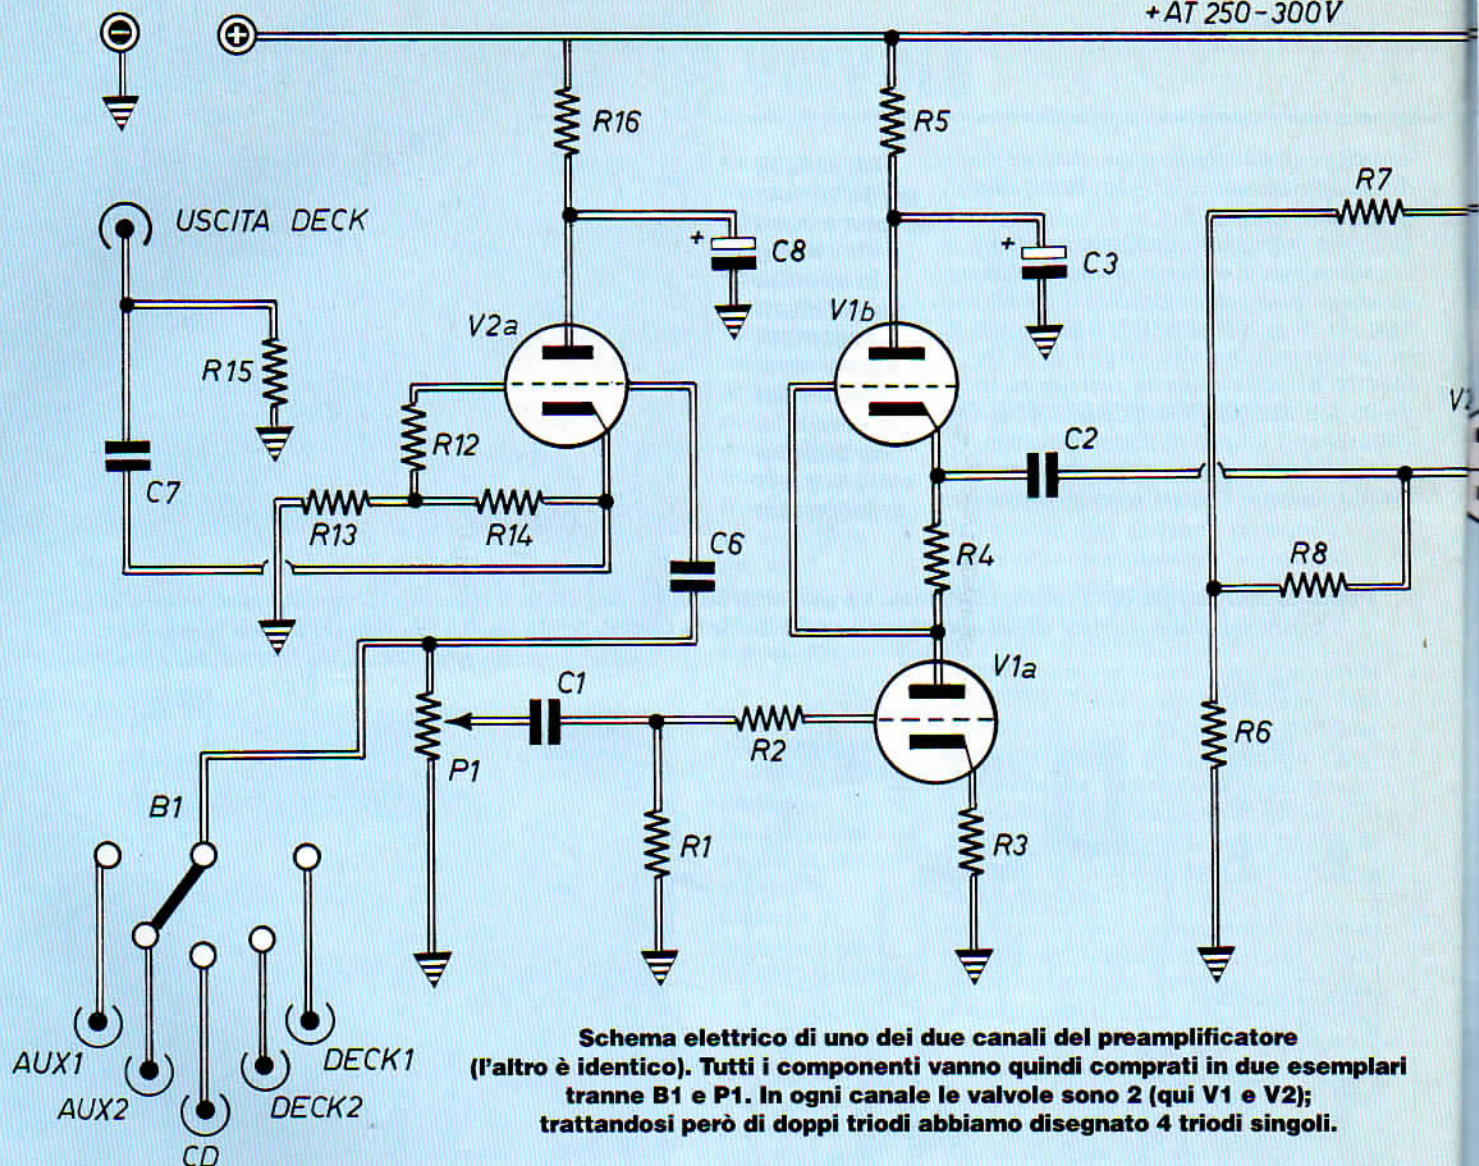 +AT 250-300V
R16
R5
R7
USCITA DECK
+
C8
+
C3
V2a
V1b
R15
R12
C2
C7
R13
R14
C6
R4
R8
V1a
C1
R2
P1
R6
B1
R1
R3
AUX1
DECK1
AUX2
DECK2
CD
Schema elettrico di uno dei due canali del preamplificatore
(l'altro è identico). Tutti i componenti vanno quindi comprati in due esemplari
tranne B1 e P1. In ogni canale le valvole sono 2 (qui V1 e V2);
trattandosi però di doppi triodi abbiamo disegnato 4 triodi singoli.